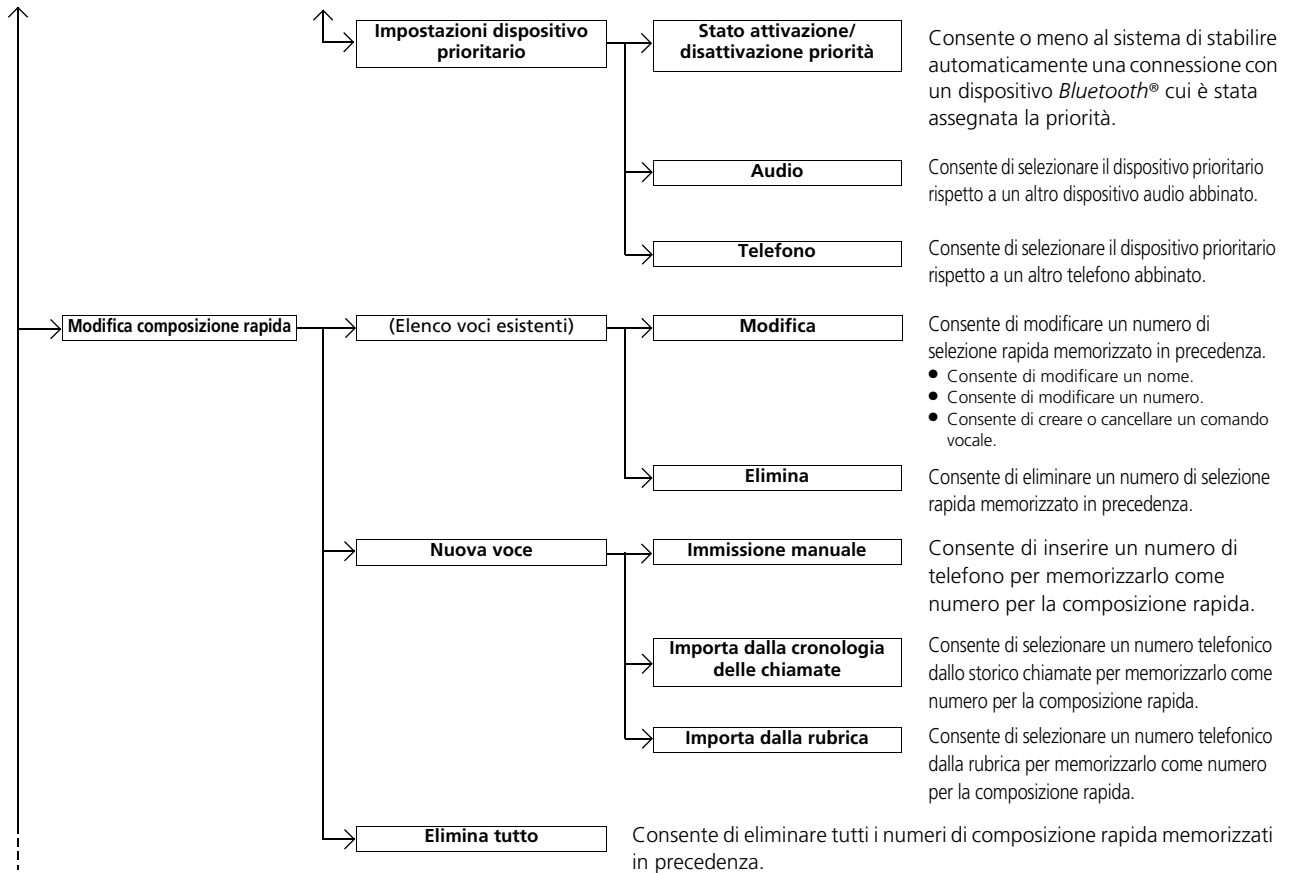 Impostazioni dispositivo
prioritario
Stato attivazione/
disattivazione priorità
Consente o meno al sistema di stabilire
automaticamente una connessione con
un dispositivo Bluetooth® cui è stata
assegnata la priorità.
Audio
Consente di selezionare il dispositivo prioritario
rispetto a un altro dispositivo audio abbinato.
Telefono
Consente di selezionare il dispositivo prioritario
rispetto a un altro telefono abbinato.
Modifica composizione rapida
(Elenco voci esistenti)
Modifica
Consente di modificare un numero di
selezione rapida memorizzato in precedenza.
● Consente di modificare un nome.
● Consente di modificare un numero.
● Consente di creare o cancellare un comando
vocale.
Elimina
Consente di eliminare un numero di selezione
rapida memorizzato in precedenza.
Nuova voce
Immissione manuale
Consente di inserire un numero di
telefono per memorizzarlo come
numero per la composizione rapida.
Importa dalla cronologia
delle chiamate
Consente di selezionare un numero telefonico
dallo storico chiamate per memorizzarlo come
numero per la composizione rapida.
Importa dalla rubrica
Consente di selezionare un numero telefonico
dalla rubrica per memorizzarlo come numero
per la composizione rapida.
Elimina tutto
Consente di eliminare tutti i numeri di composizione rapida memorizzati
in precedenza.